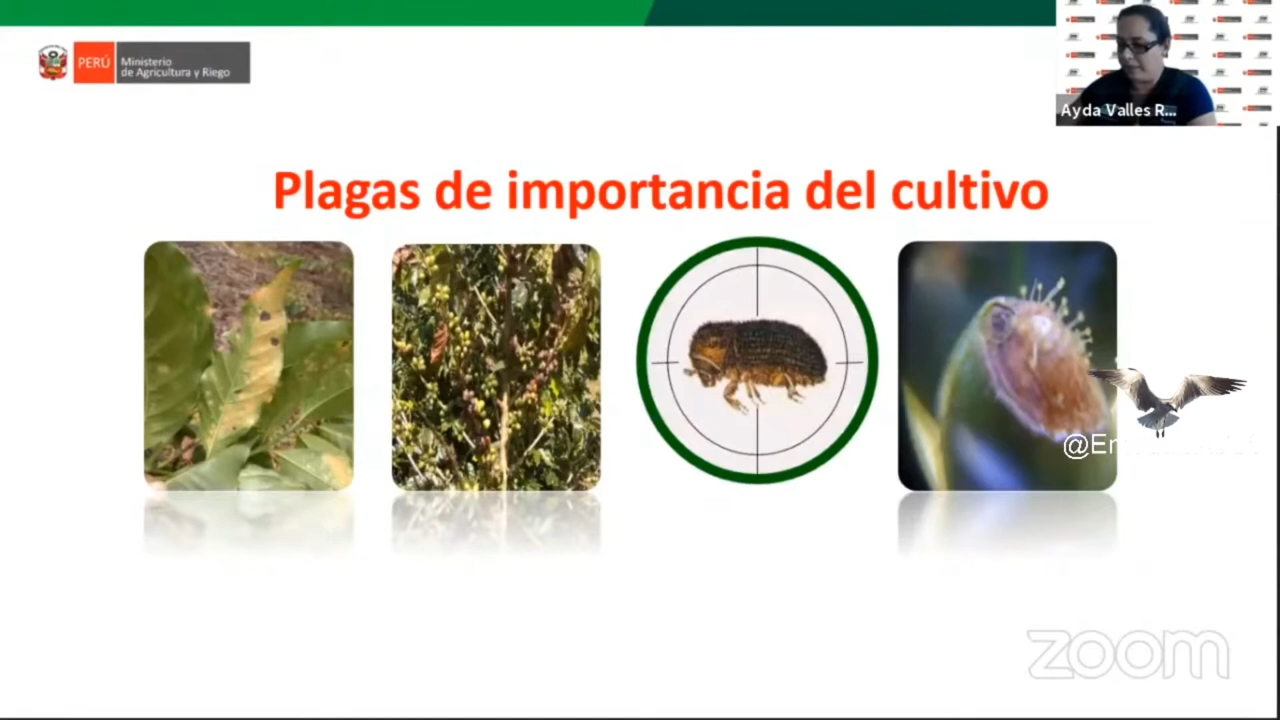 PERÚ
Ministerio
de Agricultura y Riego
Ayda Valles R...
Plagas de importancia del cultivo
zoom